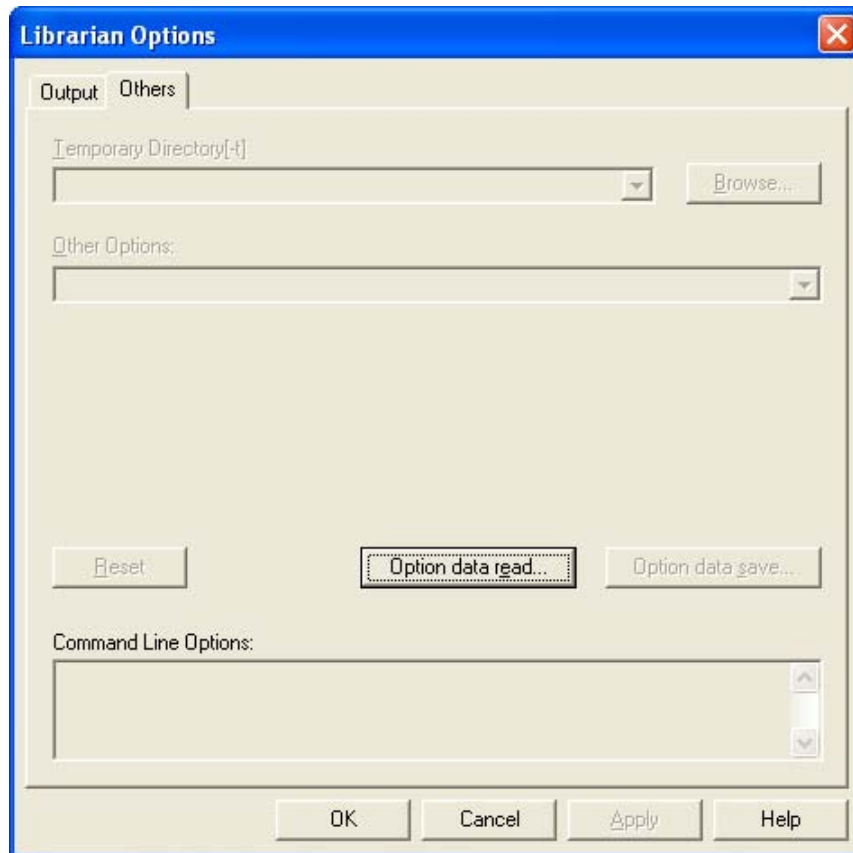 Librarian Options
Output Others
Temporary Directory[-t]
Browse...
Other Options:
Reset Option data read... Option data save...
Command Line Options:
OK Cancel Apply Help